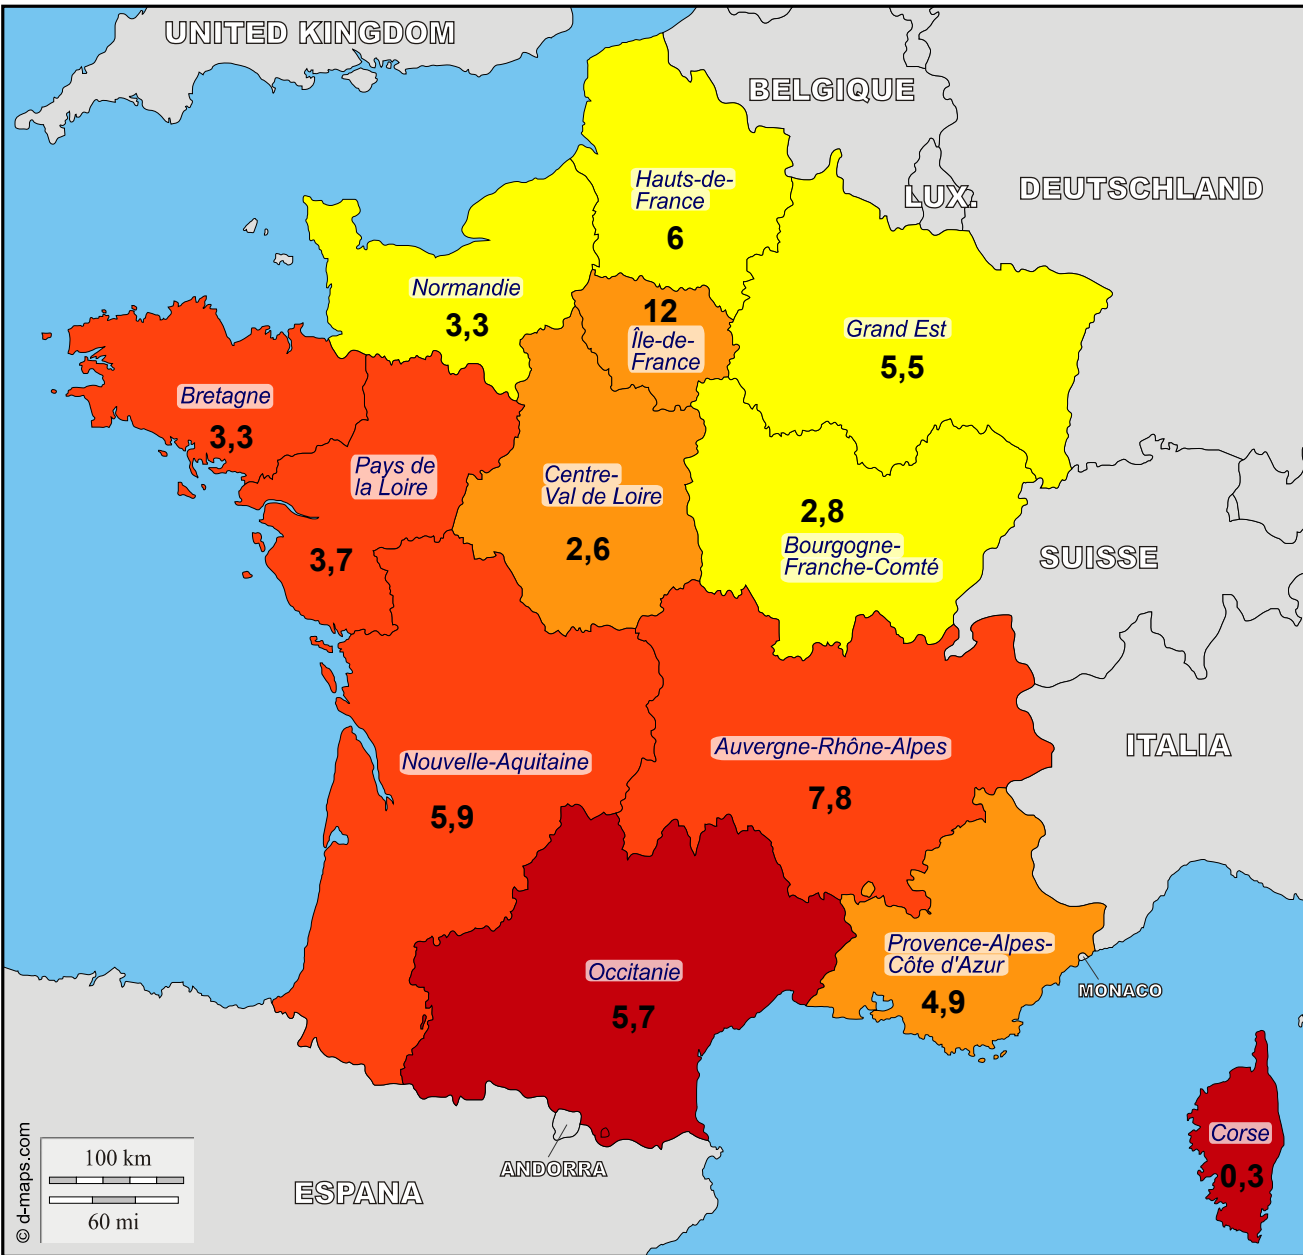 UNITED KINGDOM
BELGIQUE
LUX.
DEUTSCHLAND
Hauts-de-
France
6
Normandie
3,3
12
Île-de-
France
Grand Est
5,5
Bretagne
3,3
Pays de
la Loire
3,7
Centre-
Val de Loire
2,6
2,8
Bourgogne-
Franche-Comté
SUISSE
ITALIA
Nouvelle-Aquitaine
5,9
Auvergne-Rhône-Alpes
7,8
Occitanie
5,7
Provence-Alpes-
Côte d'Azur
4,9
MONACO
Corse
0,3
ANDORRA
ESPANA
100 km
60 mi
© d-maps.com